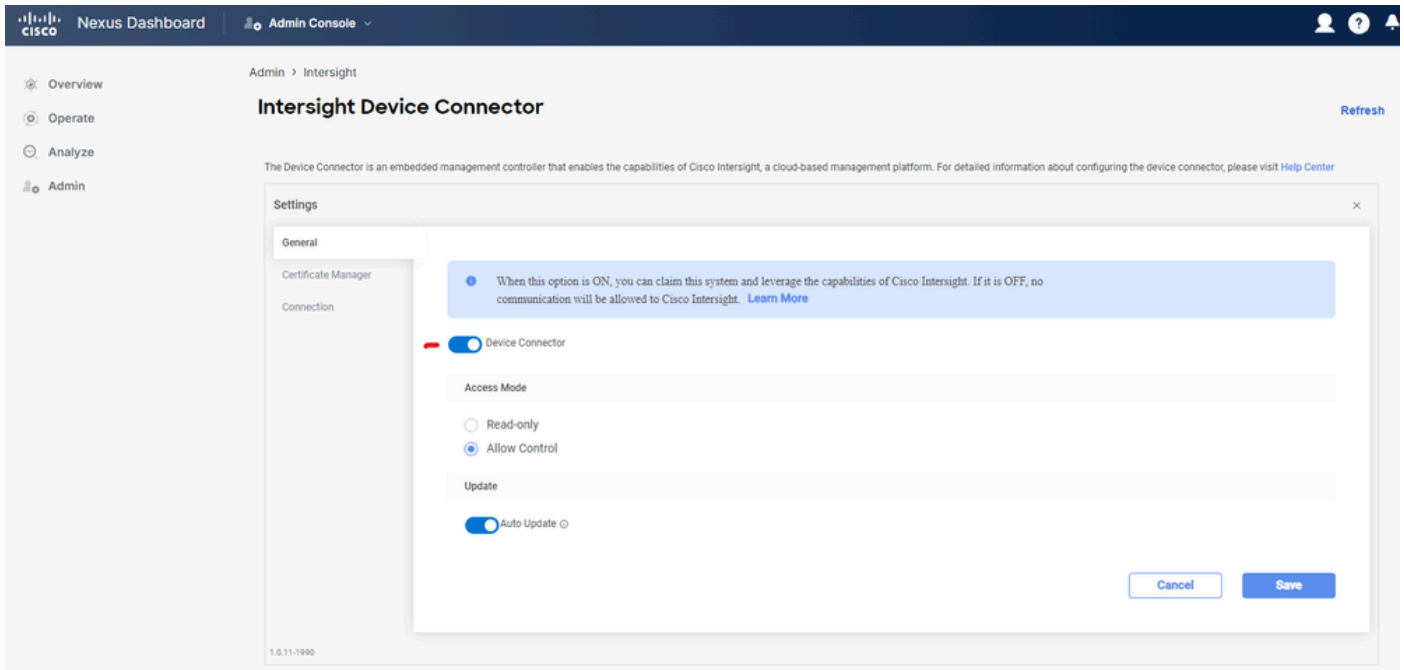 CISCO Nexus Dashboard Admin Console
Overview
Operate
Analyze
Admin
Admin > Intersight
Intersight Device Connector
Refresh
The Device Connector is an embedded management controller that enables the capabilities of Cisco Intersight, a cloud-based management platform. For detailed information about configuring the device connector, please visit Help Center
Settings
General
Certificate Manager
Connection
When this option is ON, you can claim this system and leverage the capabilities of Cisco Intersight. If it is OFF, no
communication will be allowed to Cisco Intersight. Learn More
Device Connector
Access Mode
Read-only
Allow Control
Update
Auto Update
Cancel Save
1.0.11-1990